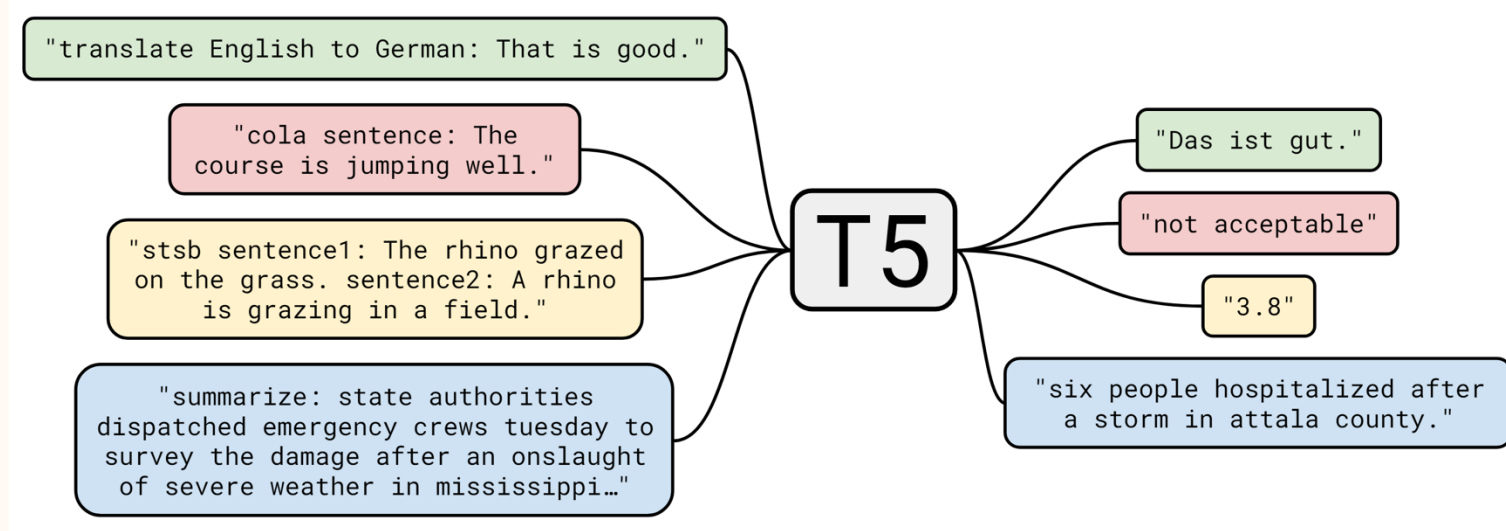 "translate English to German: That is good."
"cola sentence: The
course is jumping well."
"stsb sentence1: The rhino grazed
on the grass. sentence2: A rhino
is grazing in a field."
"summarize: state authorities
dispatched emergency crews tuesday to
survey the damage after an onslaught
of severe weather in mississippi…"
T5
"Das ist gut."
"not acceptable"
"3.8"
"six people hospitalized after
a storm in attala county."